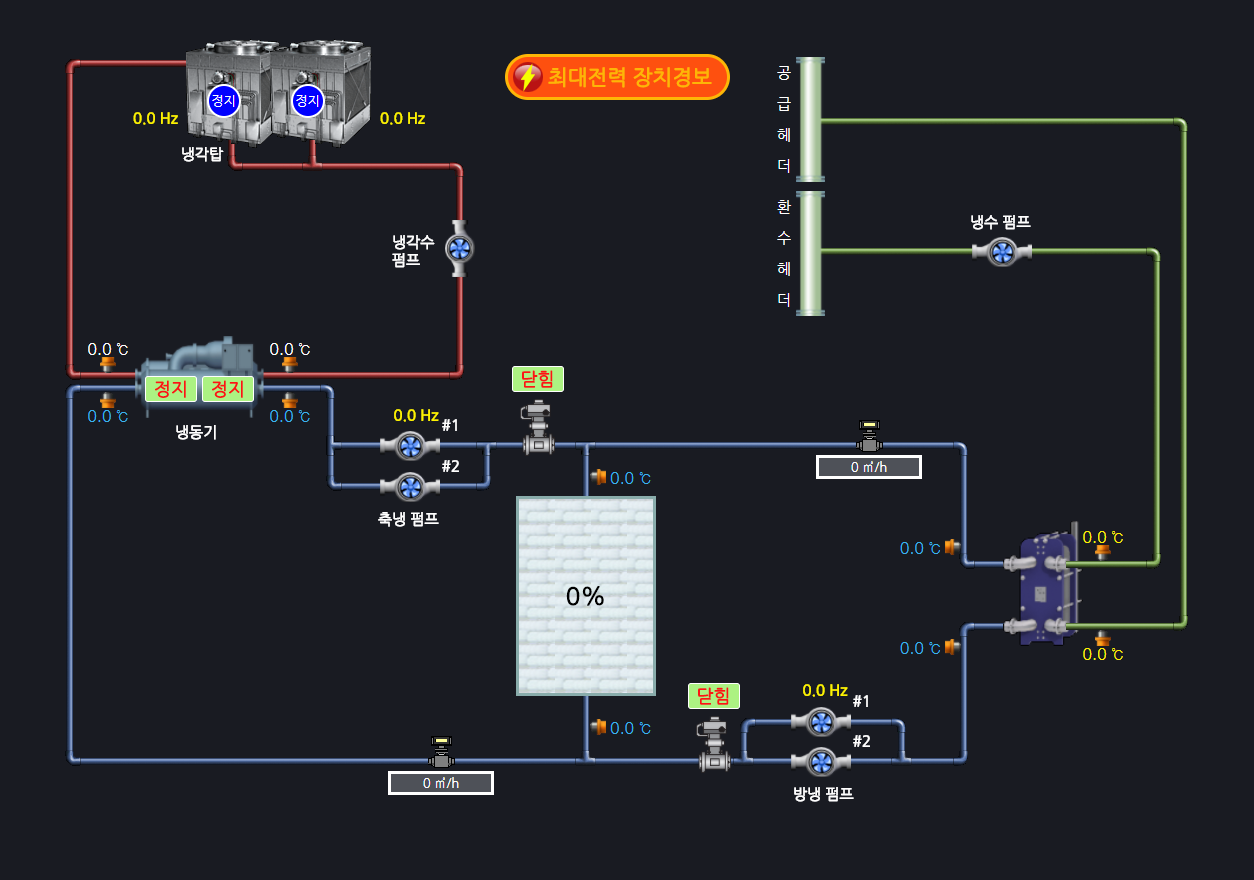 최대전력 장치경보
공
급
헤
더
정지
정지
0.0 Hz
0.0 Hz
냉각탑
환
수
헤
더
냉수 펌프
냉각수
펌프
0.0 ℃
0.0 ℃
정지
정지
0.0 ℃
0.0 ℃
냉동기
닫힘
0.0 Hz
#1
#2
축냉 펌프
0.0 ℃
0 ㎥/h
0.0 ℃
0.0 ℃
0%
0.0 ℃
0.0 ℃
닫힘
0.0 Hz
#1
0.0 ℃
#2
0 ㎥/h
방냉 펌프